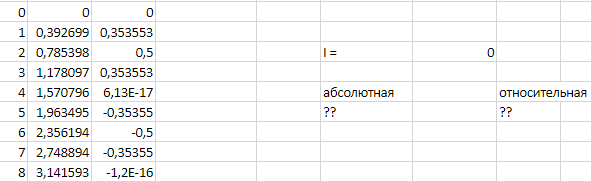 0 0 0
1 0,392699 0,353553
2 0,785398 0,5 I = 0
3 1,178097 0,353553
4 1,570796 6,13E-17 абсолютная относительная
5 1,963495 -0,35355 ?? ??
6 2,356194 -0,5
7 2,748894 -0,35355
8 3,141593 -1,2E-16